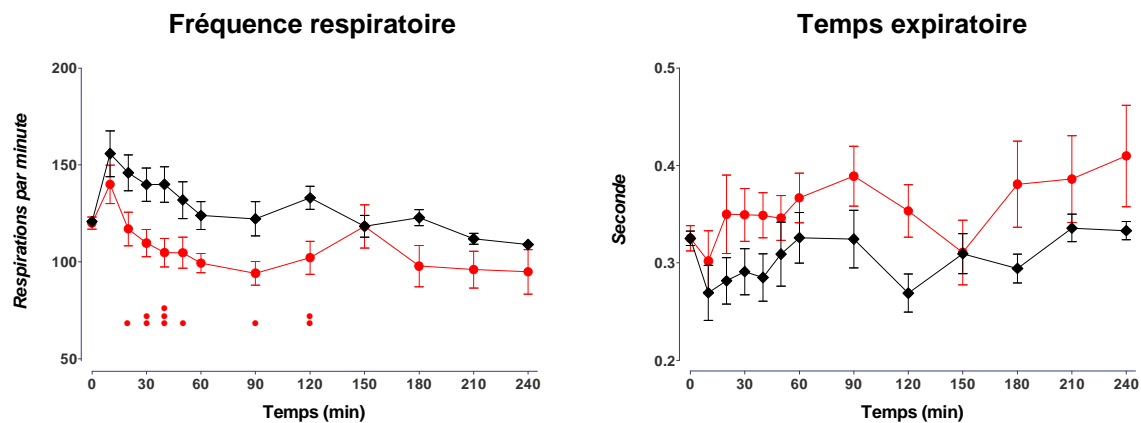 Fréquence respiratoire
200
150
100
50
Respirations par minute
0 30 60 90 120 150 180 210 240
Temps (min)
Temps expiratoire
0.5
0.4
0.3
0.2
Seconde
0 30 60 90 120 150 180 210 240
Temps (min)